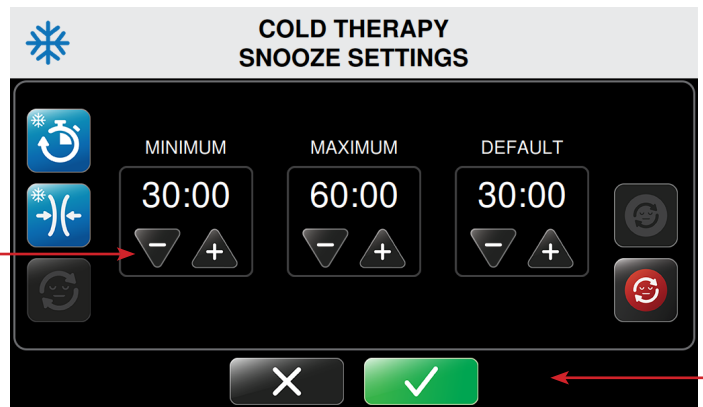 COLD THERAPY
SNOOZE SETTINGS
MINIMUM MAXIMUM DEFAULT
30:00 60:00 30:00
- + - + - +